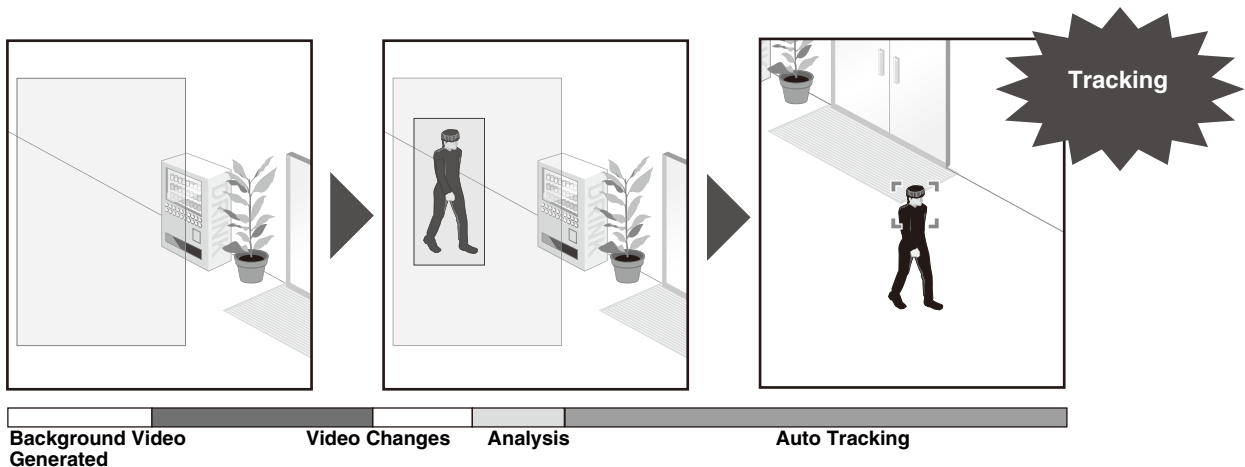 Tracking
Background Video
Generated
Video Changes
Analysis
Auto Tracking